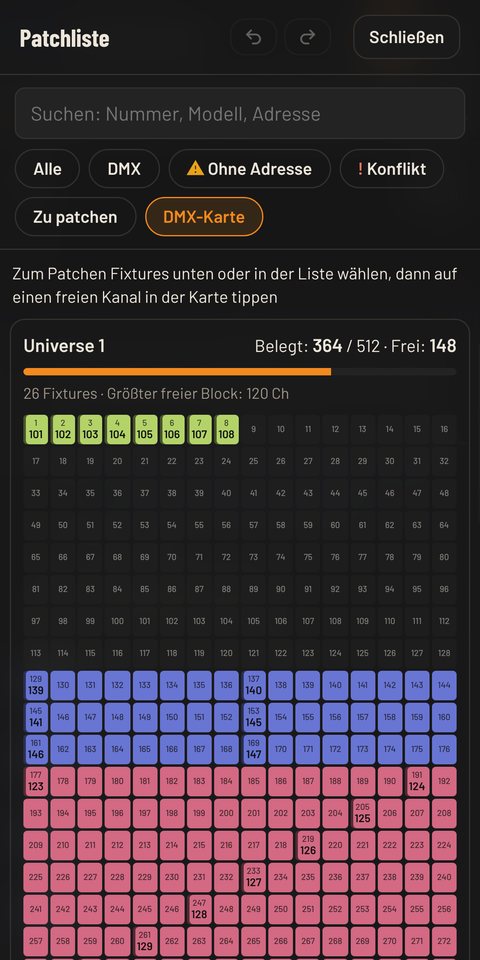 Patchliste
Schließen
Suchen: Nummer, Modell, Adresse
Alle
DMX
Ohne Adresse
! Konflikt
Zu patchen
DMX-Karte
Zum Patchen Fixtures unten oder in der Liste wählen, dann auf
einen freien Kanal in der Karte tippen
Universe 1
Belegt: 364 / 512 · Frei: 148
26 Fixtures · Größter freier Block: 120 Ch
1 2 3 4 5 6 7 8 9 10 11 12 13 14 15 16
101 102 103 104 105 106 107 108
17 18 19 20 21 22 23 24 25 26 27 28 29 30 31 32
33 34 35 36 37 38 39 40 41 42 43 44 45 46 47 48
49 50 51 52 53 54 55 56 57 58 59 60 61 62 63 64
65 66 67 68 69 70 71 72 73 74 75 76 77 78 79 80
81 82 83 84 85 86 87 88 89 90 91 92 93 94 95 96
97 98 99 100 101 102 103 104 105 106 107 108 109 110 111 112
113 114 115 116 117 118 119 120 121 122 123 124 125 126 127 128
129 130 131 132 133 134 135 136 137 138 139 140 141 142 143 144
139 140
145 146 147 148 149 150 151 152 153 154 155 156 157 158 159 160
141 145
161 162 163 164 165 166 167 168 169 170 171 172 173 174 175 176
146 147
177 178 179 180 181 182 183 184 185 186 187 188 189 190 191 192
123 124
193 194 195 196 197 198 199 200 201 202 203 204 205 206 207 208
125
209 210 211 212 213 214 215 216 217 218 219 220 221 222 223 224
126
225 226 227 228 229 230 231 232 233 234 235 236 237 238 239 240
127
241 242 243 244 245 246 247 248 249 250 251 252 253 254 255 256
128
257 258 259 260 261 262 263 264 265 266 267 268 269 270 271 272
129